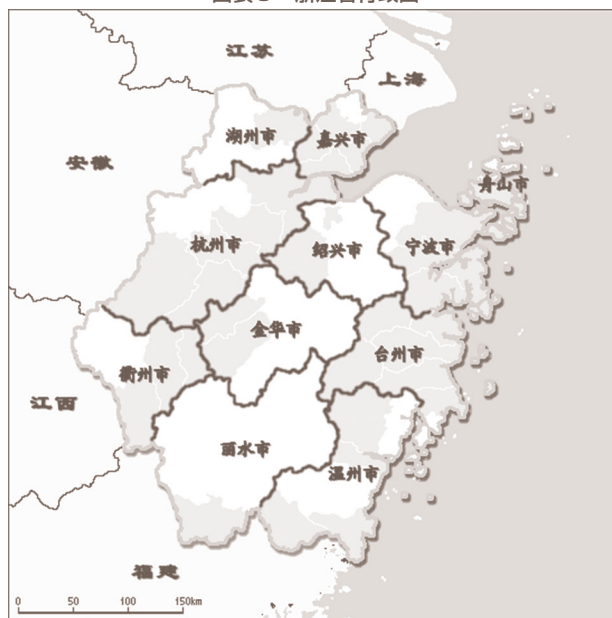 江苏
上海
湖州市
嘉兴市
安徽
舟山市
杭州市
绍兴市
宁波市
金华市
台州市
衢州市
江西
丽水市
温州市
福建
0 50 100 150km